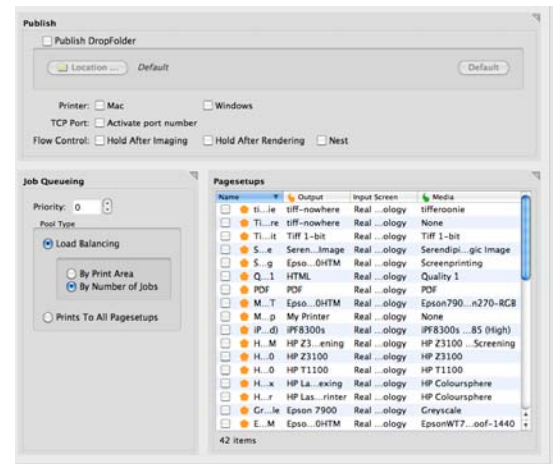 Publish
Publish DropFolder
Location ... Default Default
Printer: Mac Windows
TCP Port: Activate port number
Flow Control: Hold After Imaging Hold After Rendering Nest
Job Queueing
Priority: 0
Pool Type
Load Balancing
By Print Area
By Number of Jobs
Prints To All Pagesetups
Pagesetups
Name Output Input Screen Media
ti...ie tiff-nowhere Real ...ology tifferoonie
Ti...re tiff-nowhere Real ...ology None
Ti...it Tiff 1-bit Real ...ology Tiff 1-bit
S...e Seren...Image Real ...ology Serendipi...gic Image
S...g Epso...0HTM Real ...ology Screenprinting
Q...1 HTML Real ...ology Quality 1
PDF PDF Real ...ology PDF
M...T Epso...0HTM Real ...ology Epson790...n270-RGB
M...p My Printer Real ...ology None
iP...d) iPF8300s Real ...ology iPF8300s ...85 (High)
H...M HP Z3...ening Real ...ology HP Z3100 ...Screening
H...0 HP Z3100 Real ...ology HP Z3100
H...0 HP T1100 Real ...ology HP T1100
H...x HP La...exing Real ...ology HP Coloursphere
H...r HP Las...rinter Real ...ology HP Coloursphere
Gr...le Epson 7900 Real ...ology Greyscale
E...M Epso...0HTM Real ...ology EpsonWT7...oof-1440
42 items